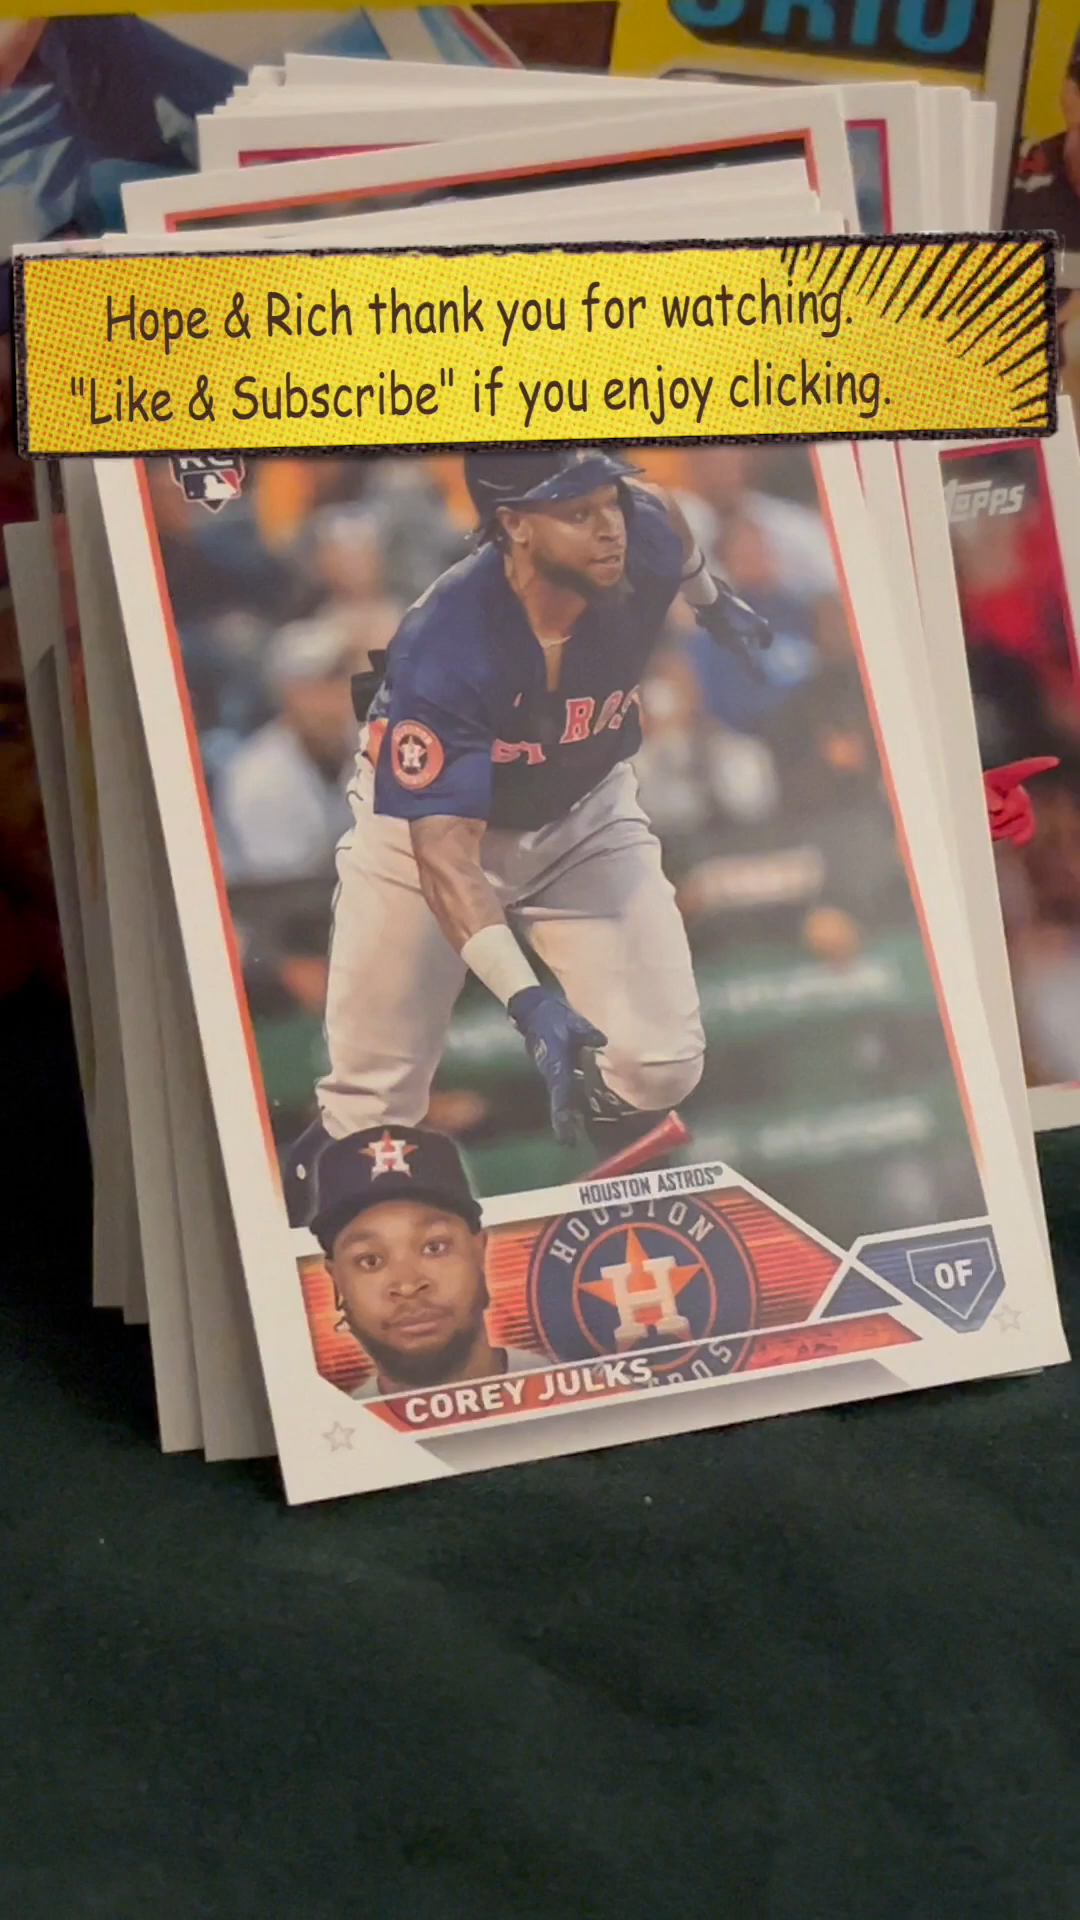 Hope & Rich thank you for watching.
"Like & Subscribe" if you enjoy clicking.
TOPPS
HOUSTON ASTROS®
HOUSTON
H
H
H
OF
COREY JULKS